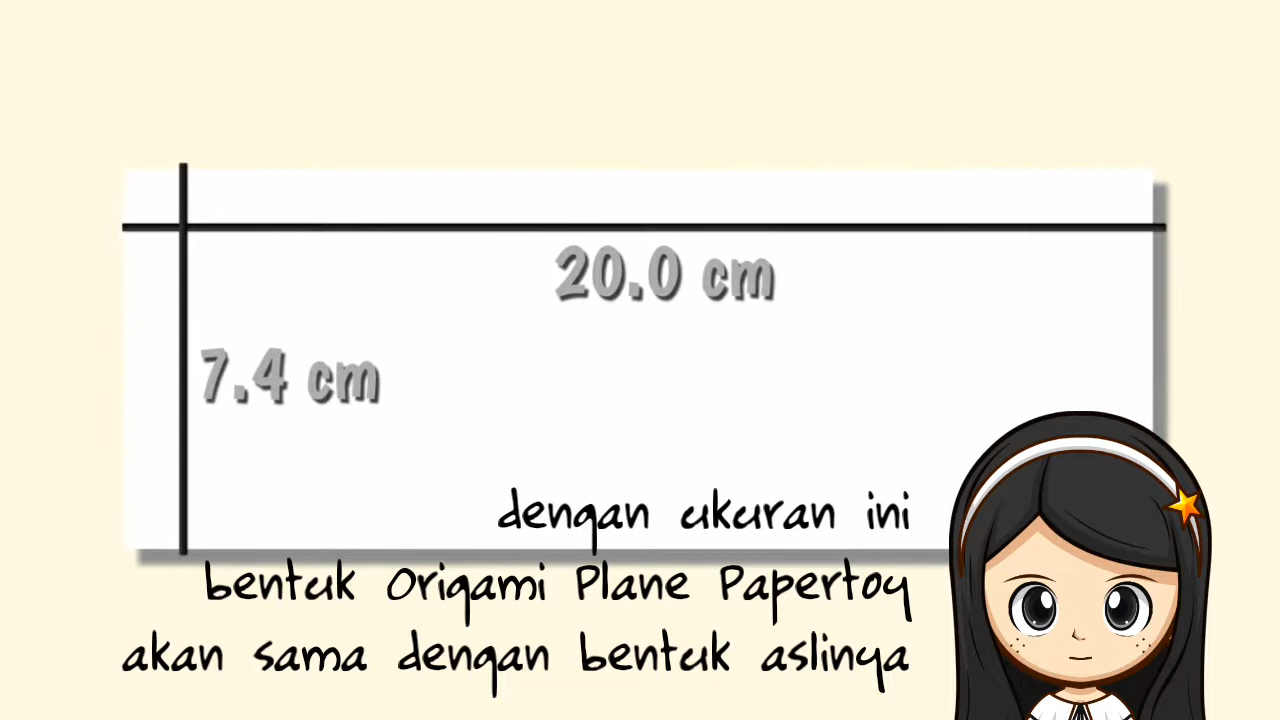 20.0 cm
7.4 cm
dengan ukuran ini
bentuk Origami Plane Papertoy
akan sama dengan bentuk aslinya